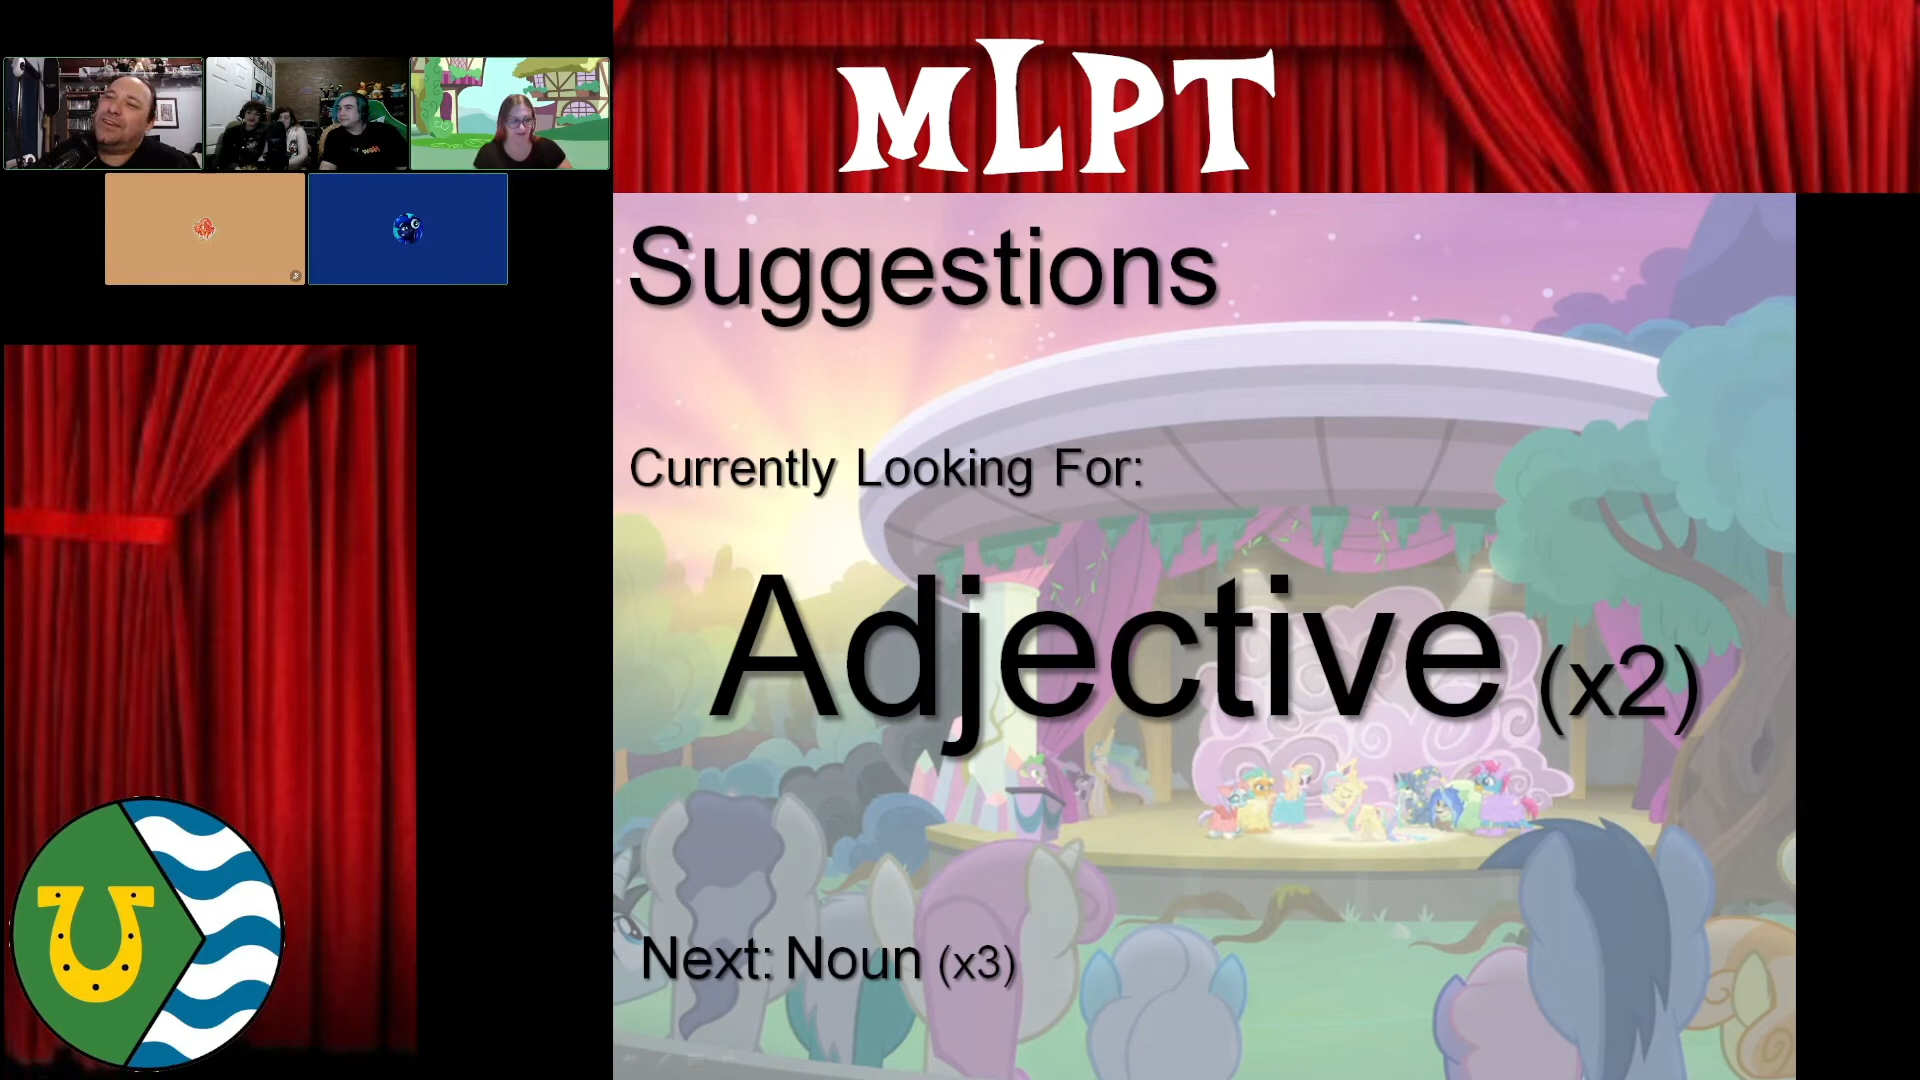 MLPT
Suggestions
Currently Looking For:
Adjective (x2)
Next: Noun (x3)